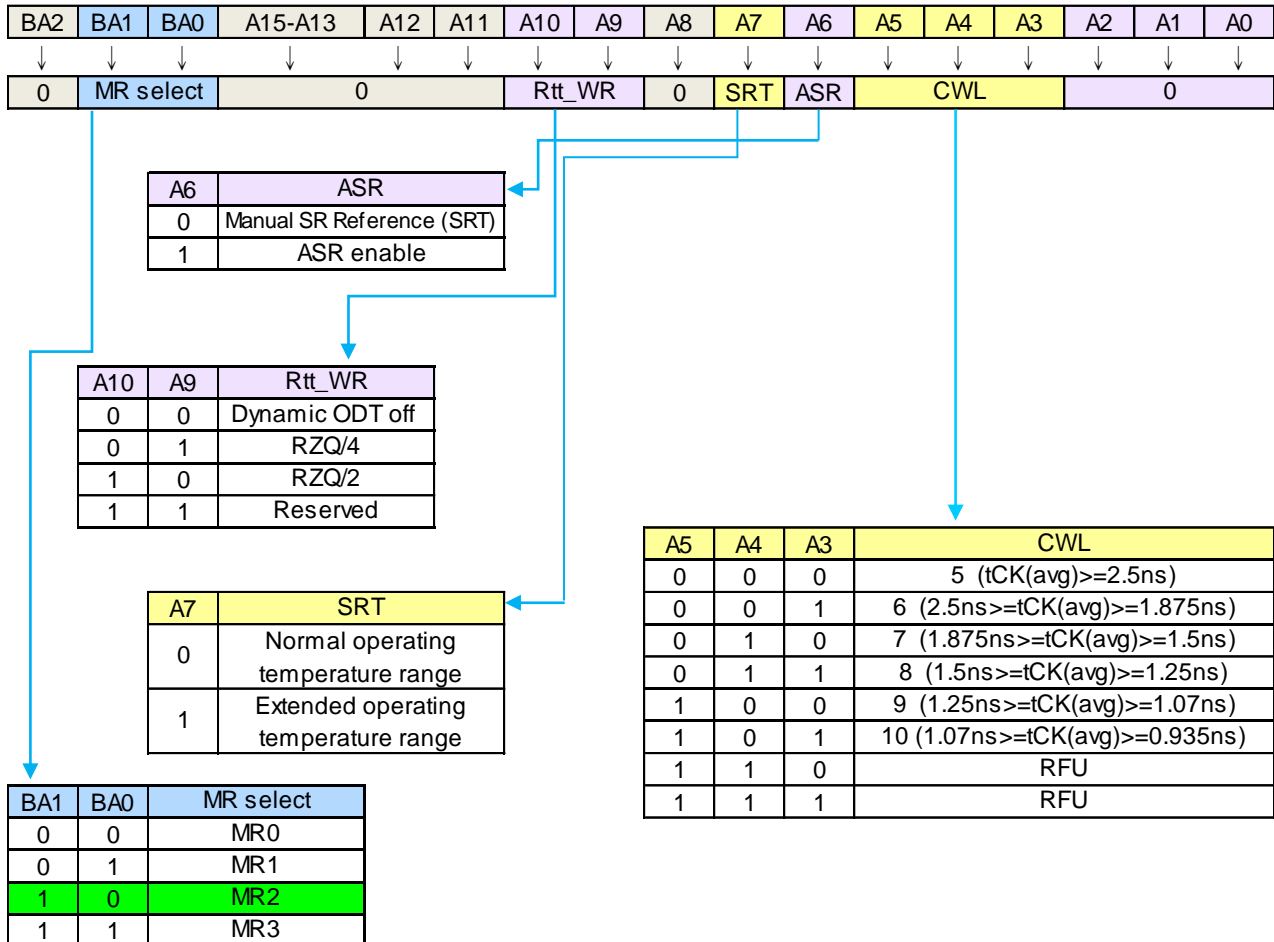 BA2 BA1 BA0 A15-A13 A12 A11 A10 A9 A8 A7 A6 A5 A4 A3 A2 A1 A0
0 MR select 0 Rtt_WR 0 SRT ASR CWL 0
A6 ASR
0 Manual SR Reference (SRT)
1 ASR enable
A10 A9 Rtt_WR
0 0 Dynamic ODT off
0 1 RZQ/4
1 0 RZQ/2
1 1 Reserved
A7 SRT
0 Normal operating
temperature range
1 Extended operating
temperature range
A5 A4 A3 CWL
0 0 0 5 (tCK(avg)>=2.5ns)
0 0 1 6 (2.5ns>=tCK(avg)>=1.875ns)
0 1 0 7 (1.875ns>=tCK(avg)>=1.5ns)
0 1 1 8 (1.5ns>=tCK(avg)>=1.25ns)
1 0 0 9 (1.25ns>=tCK(avg)>=1.07ns)
1 0 1 10 (1.07ns>=tCK(avg)>=0.935ns)
1 1 0 RFU
1 1 1 RFU
BA1 BA0 MR select
0 0 MR0
0 1 MR1
1 0 MR2
1 1 MR3